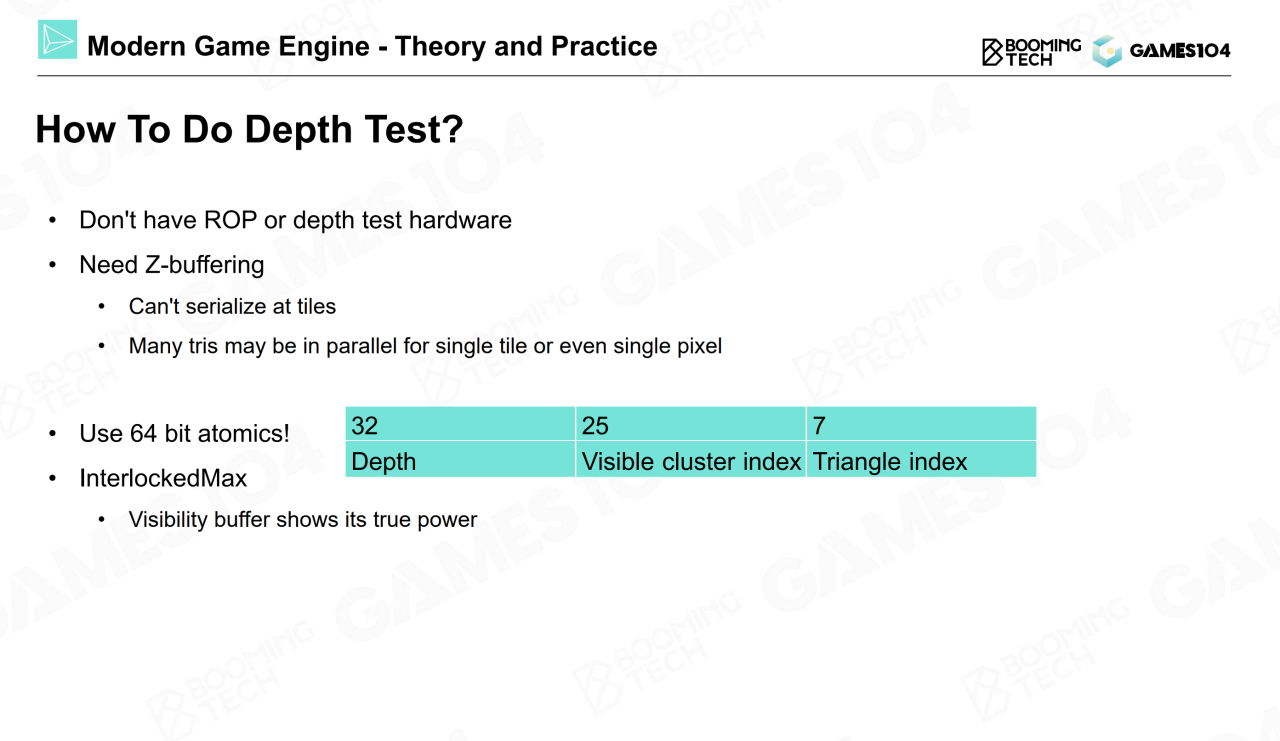 Modern Game Engine - Theory and Practice
BOOMING
TECH
GAMES104
How To Do Depth Test?
• Don't have ROP or depth test hardware
• Need Z-buffering
• Can't serialize at tiles
• Many tris may be in parallel for single tile or even single pixel
• Use 64 bit atomics!
• InterlockedMax
• Visibility buffer shows its true power
32 25 7
Depth Visible cluster index Triangle index